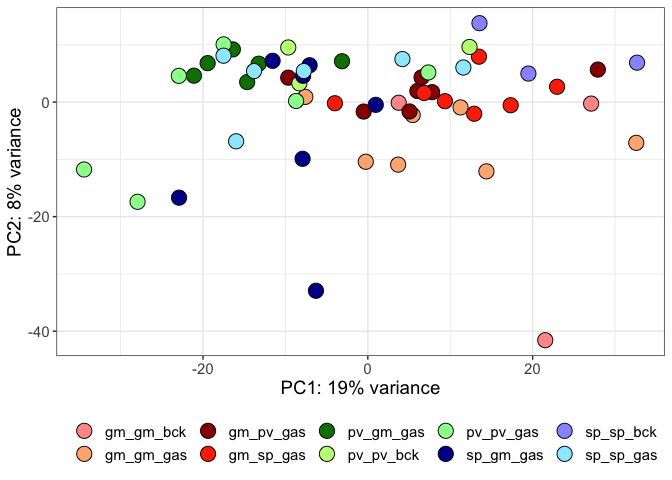 0
-20
-40
PC2: 8% variance
-20 0 20
PC1: 19% variance
gm_gm_bck gm_pv_gas pv_gm_gas pv_pv_gas sp_sp_bck
gm_gm_gas gm_sp_gas pv_pv_bck sp_gm_gas sp_sp_gas